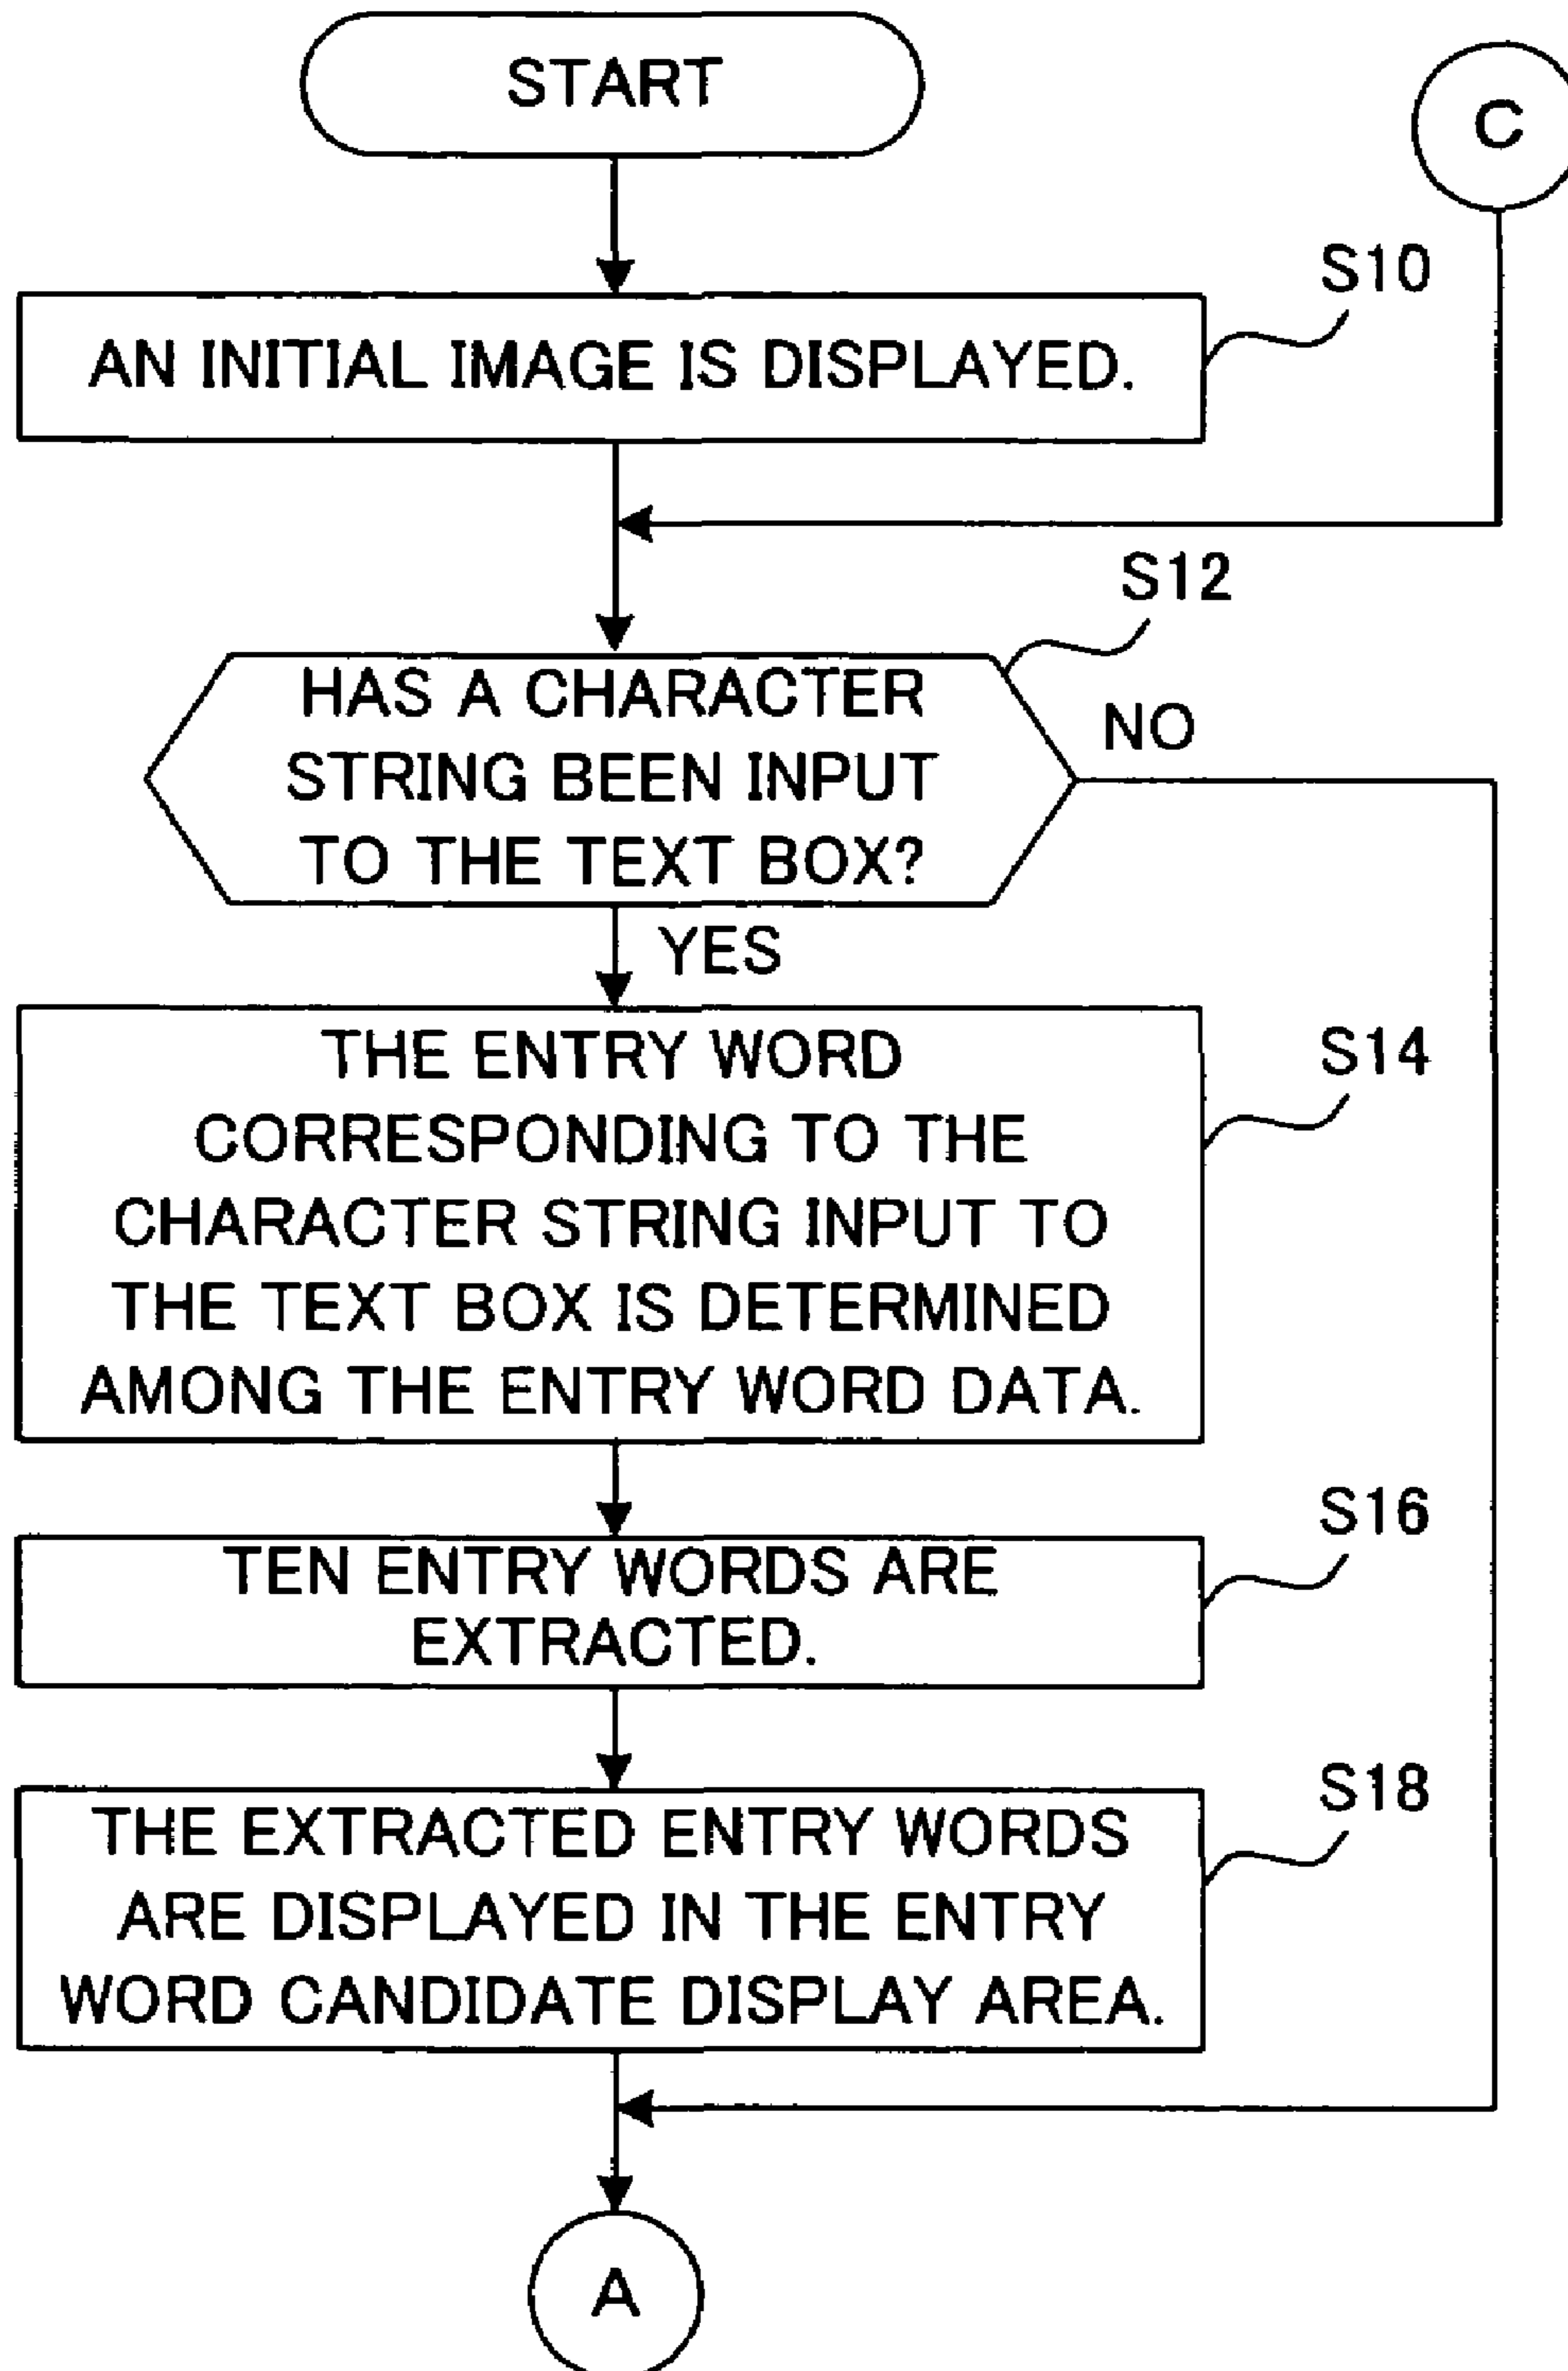 START
C
S10
AN INITIAL IMAGE IS DISPLAYED.
S12
HAS A CHARACTER
STRING BEEN INPUT
TO THE TEXT BOX?
NO
YES
S14
THE ENTRY WORD
CORRESPONDING TO THE
CHARACTER STRING INPUT TO
THE TEXT BOX IS DETERMINED
AMONG THE ENTRY WORD DATA.
S16
TEN ENTRY WORDS ARE
EXTRACTED.
S18
THE EXTRACTED ENTRY WORDS
ARE DISPLAYED IN THE ENTRY
WORD CANDIDATE DISPLAY AREA.
A